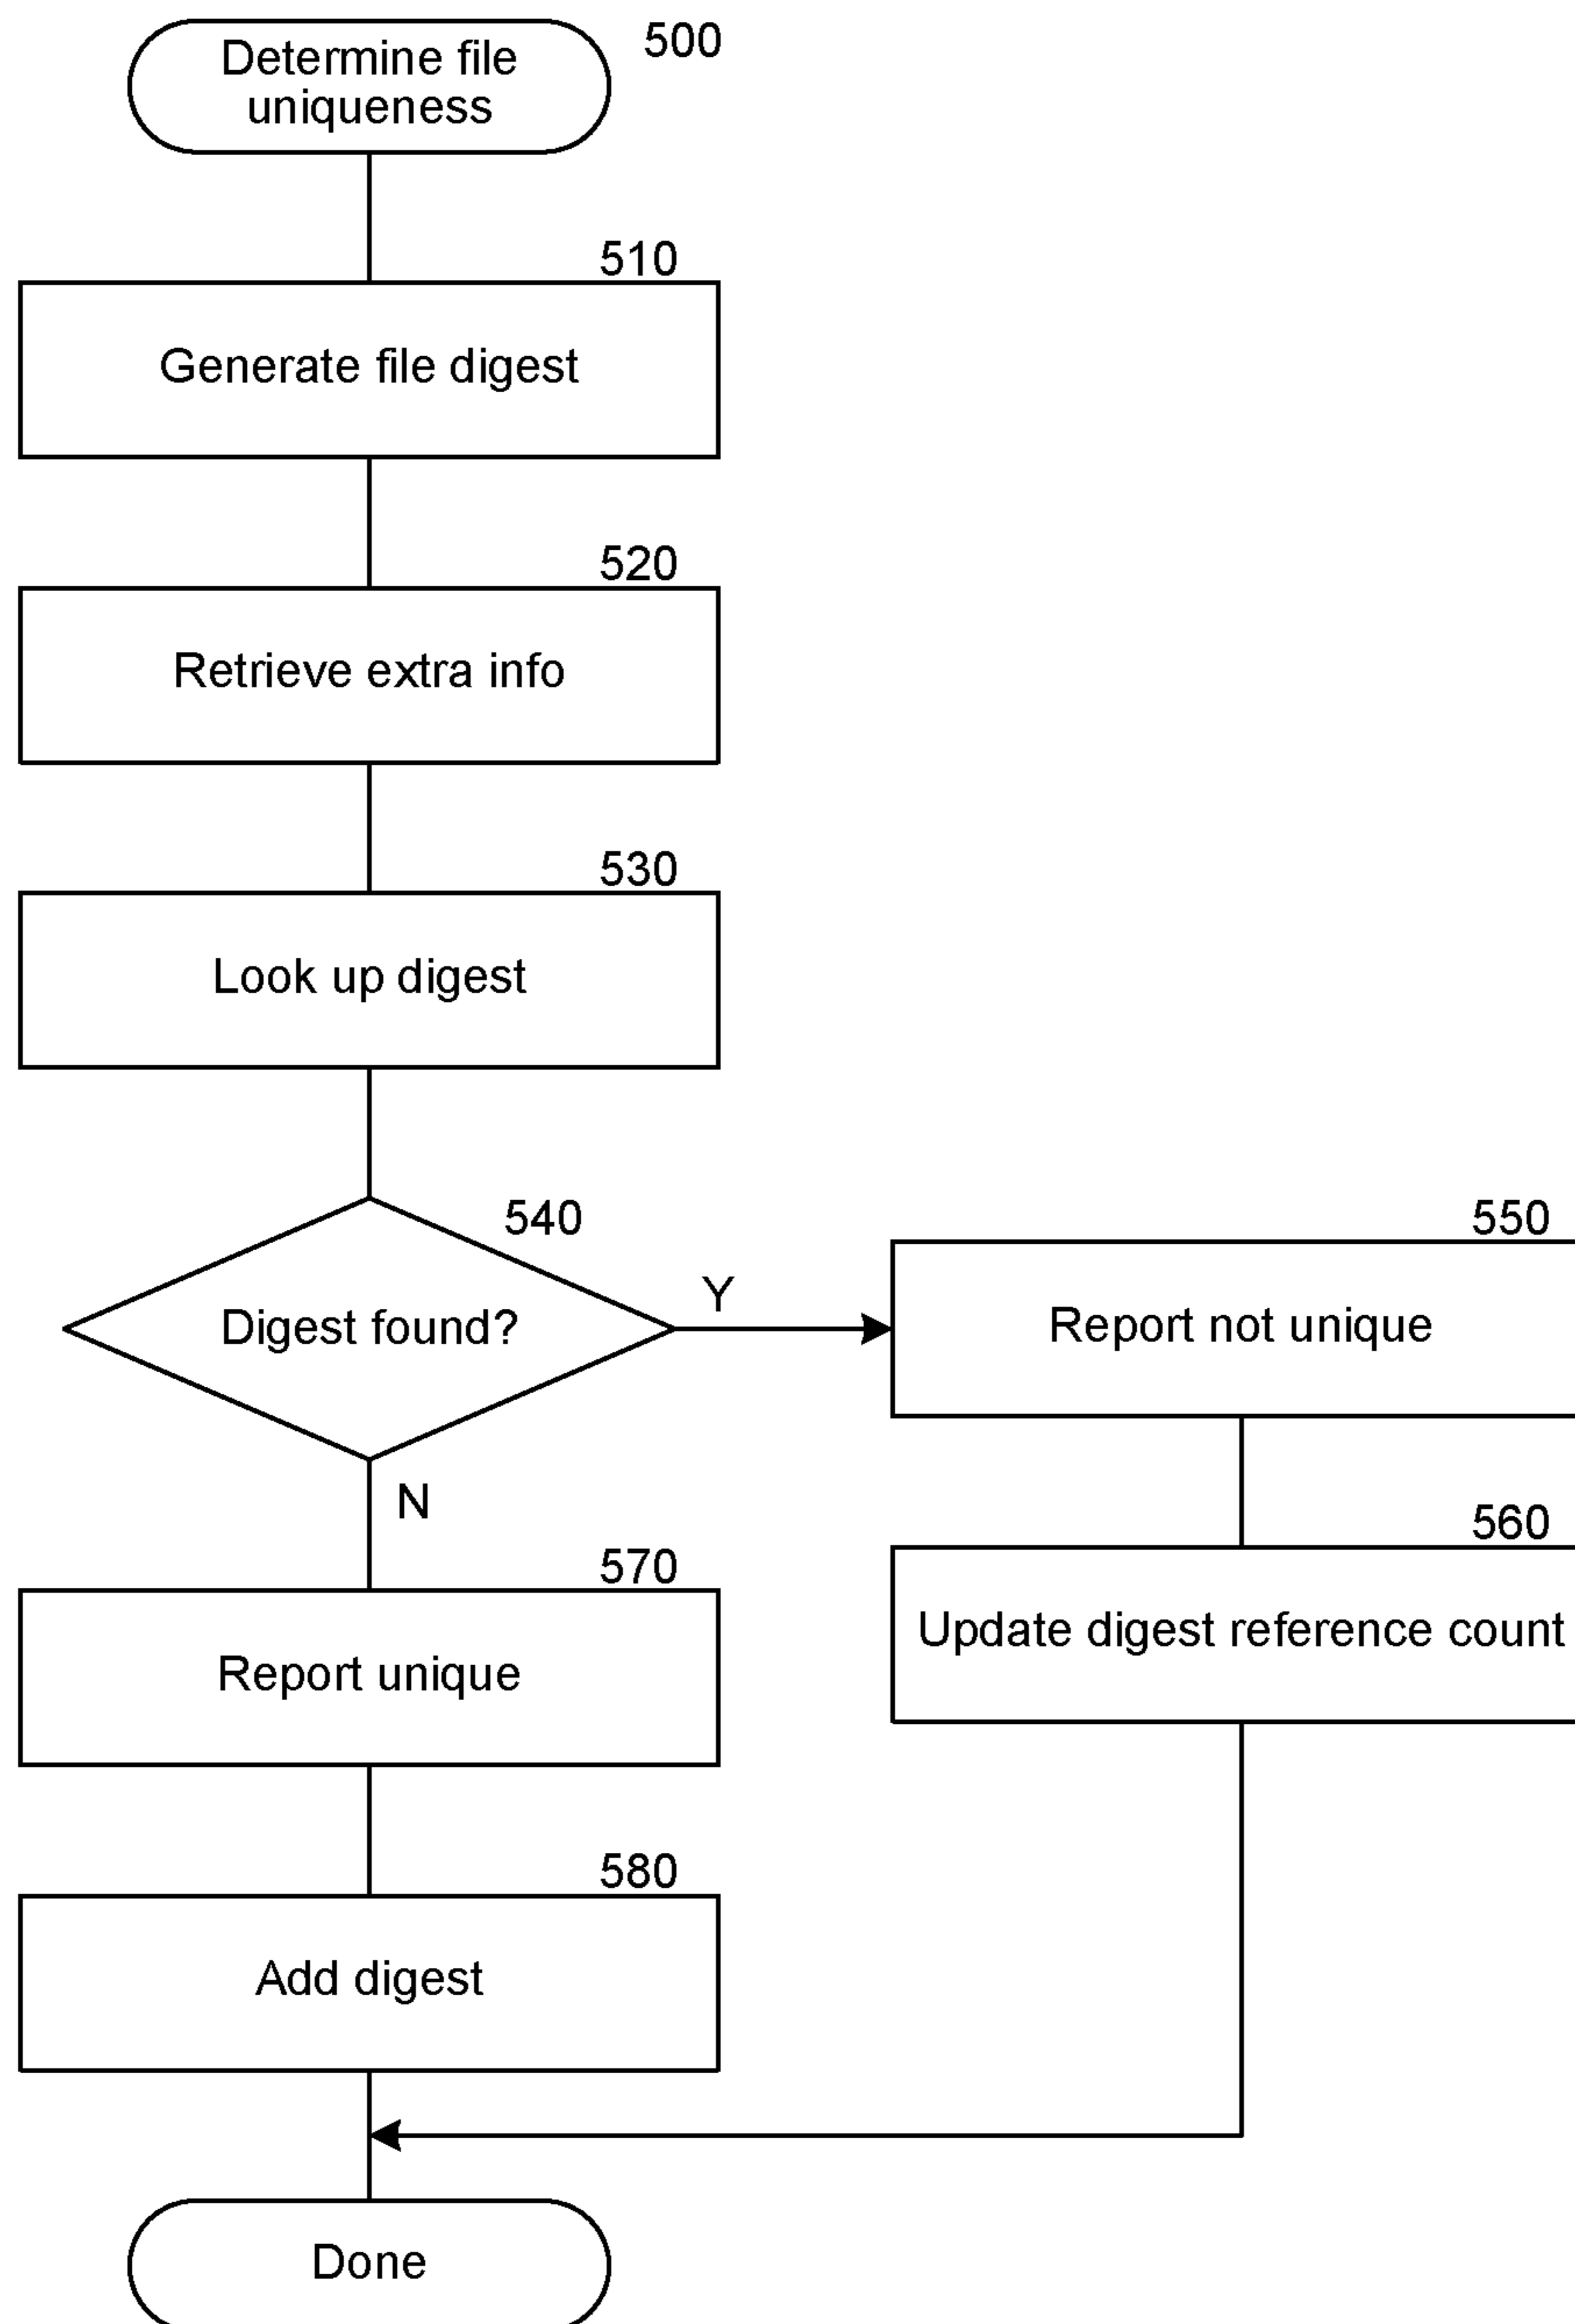 500
Determine file
uniqueness
510
Generate file digest
520
Retrieve extra info
530
Look up digest
540
Digest found?
Y
550
Report not unique
N
560
Update digest reference count
570
Report unique
580
Add digest
Done